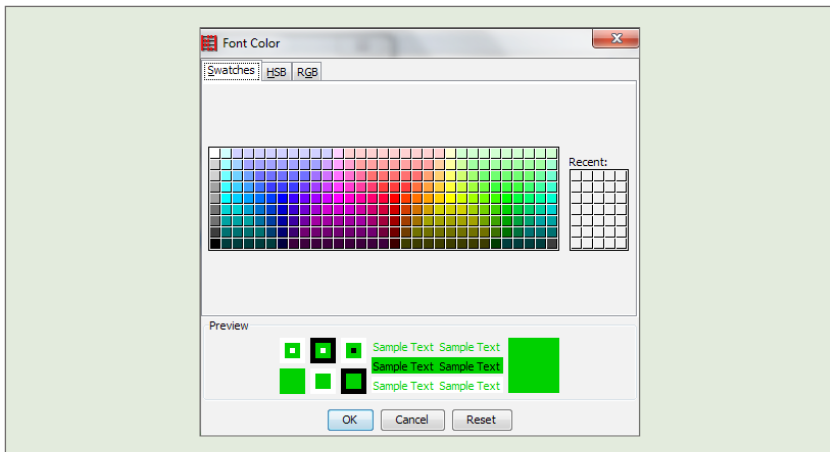 Font Color
Swatches HSB RGB
Recent:
Preview
Sample Text Sample Text
Sample Text Sample Text
Sample Text Sample Text
OK Cancel Reset